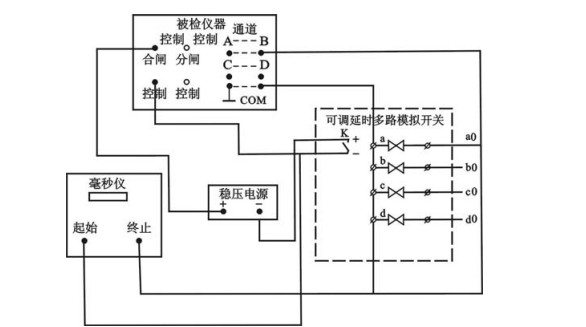 被检仪器
控制 控制 通道
A B
合闸 分闸
C D
控制 控制
COM
可调延时多路模拟开关
K + −
a a0
b b0
c c0
d d0
毫秒仪
起始 终止
稳压电源
+ −